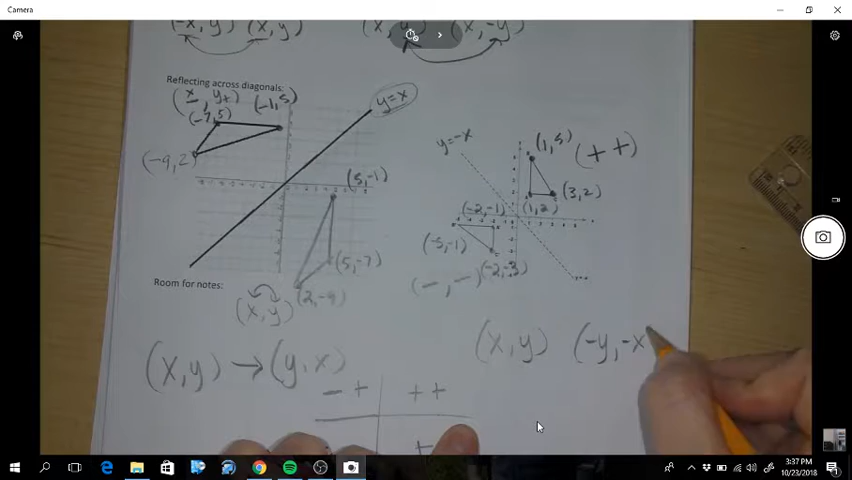 Camera
(-x, y) (x, y)
(x, y) (x, -y)
Reflecting across diagonals:
(x, y)
(-1, 5)
(-7, 5)
y=x
(-9, 2)
(5, -1)
(5, -7)
(2, -9)
y=-x
(1, 5)
(+ +)
(3, 2)
(-2, -1)
(1, 2)
(-5, -1)
(-2, -3)
(-, -)
Room for notes:
(x, y)
(x, y) → (y, x)
(x, y) (-y, -x
- +
+ +
+
3:37 PM
10/23/2018